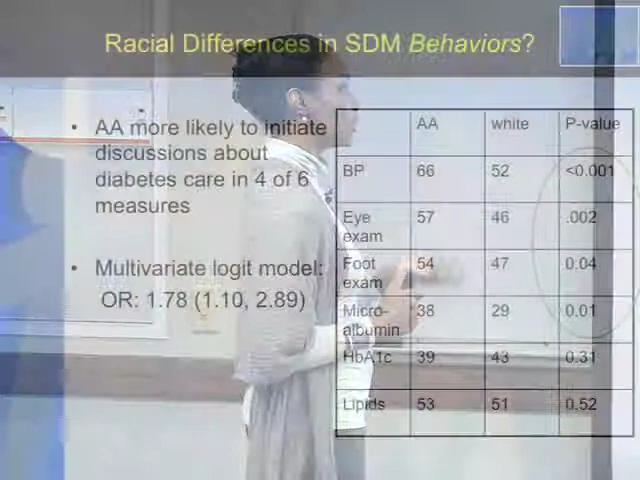 Racial Differences in SDM Behaviors?
• AA more likely to initiate
discussions about
diabetes care in 4 of 6
measures
• Multivariate logit model:
OR: 1.78 (1.10, 2.89)
AA white P-value
BP 66 52 <0.001
Eye
exam 57 46 .002
Foot
exam 54 47 0.04
Micro-
albumin 38 29 0.01
HbA1c 39 43 0.31
Lipids 53 51 0.52